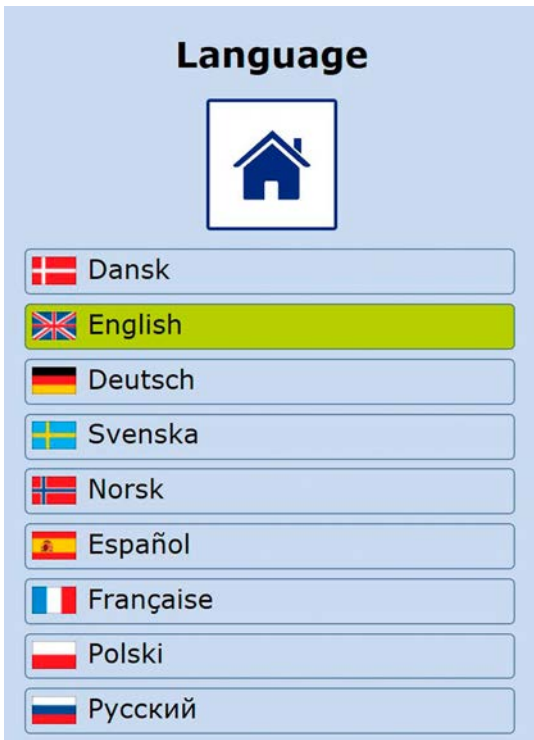 Language
Dansk
English
Deutsch
Svenska
Norsk
Español
Française
Polski
Русский